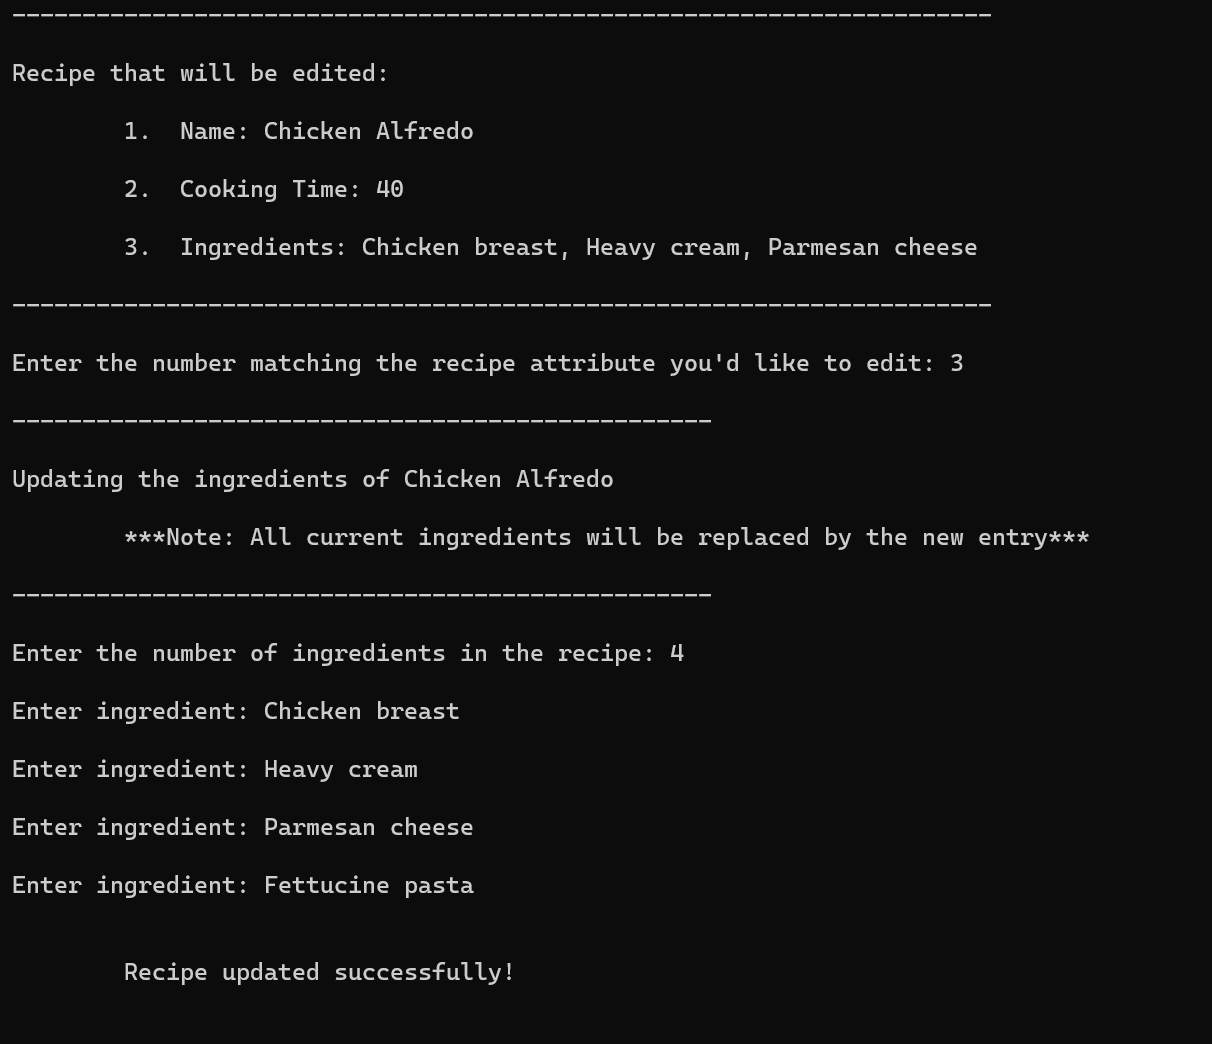 ----------------------------------------------------------------------
Recipe that will be edited:
1.  Name: Chicken Alfredo
2.  Cooking Time: 40
3.  Ingredients: Chicken breast, Heavy cream, Parmesan cheese
----------------------------------------------------------------------
Enter the number matching the recipe attribute you'd like to edit: 3
--------------------------------------------------
Updating the ingredients of Chicken Alfredo
***Note: All current ingredients will be replaced by the new entry***
--------------------------------------------------
Enter the number of ingredients in the recipe: 4
Enter ingredient: Chicken breast
Enter ingredient: Heavy cream
Enter ingredient: Parmesan cheese
Enter ingredient: Fettucine pasta
Recipe updated successfully!